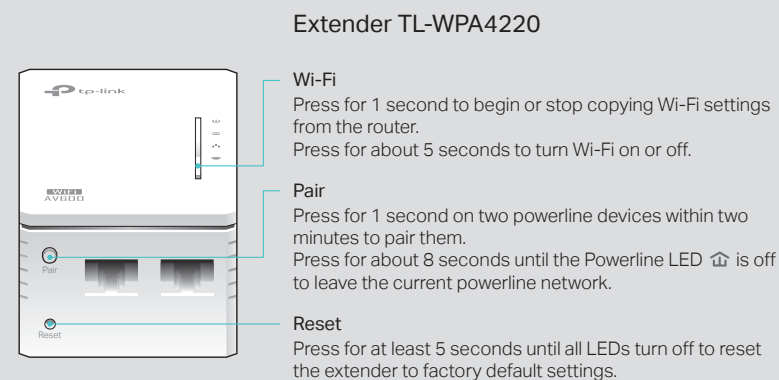 Extender TL-WPA4220
tp-link
WiFi
AV600
Pair
Reset
Wi-Fi
Press for 1 second to begin or stop copying Wi-Fi settings
from the router.
Press for about 5 seconds to turn Wi-Fi on or off.
Pair
Press for 1 second on two powerline devices within two
minutes to pair them.
Press for about 8 seconds until the Powerline LED is off
to leave the current powerline network.
Reset
Press for at least 5 seconds until all LEDs turn off to reset
the extender to factory default settings.